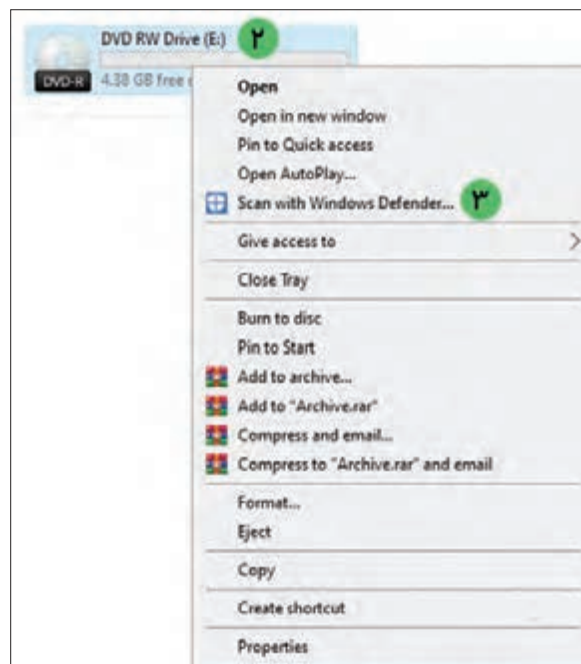 DVD RW Drive (E:) ۲
DVD-R 4.38 GB free
Open
Open in new window
Pin to Quick access
Open AutoPlay...
Scan with Windows Defender... ۳
Give access to
Close Tray
Burn to disc
Pin to Start
Add to archive...
Add to "Archive.rar"
Compress and email...
Compress to "Archive.rar" and email
Format...
Eject
Copy
Create shortcut
Properties